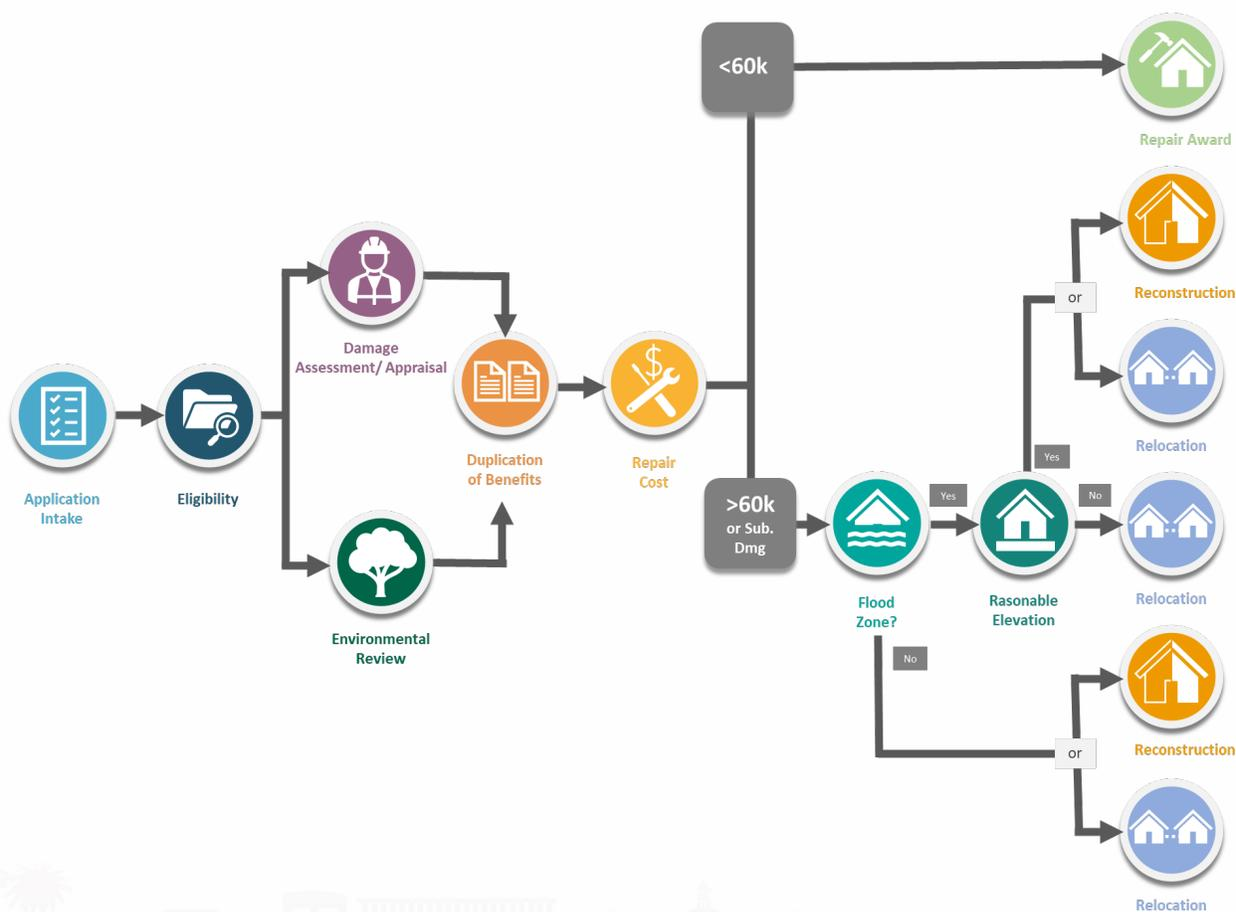 <60k
Repair Award
Reconstruction
or
Relocation
Damage
Assessment/ Appraisal
Application
Intake
Eligibility
Duplication
of Benefits
Repair
Cost
Yes
>60k
or Sub.
Dmg
Yes
No
Relocation
Flood
Zone?
Rasonable
Elevation
Environmental
Review
No
Reconstruction
or
Relocation